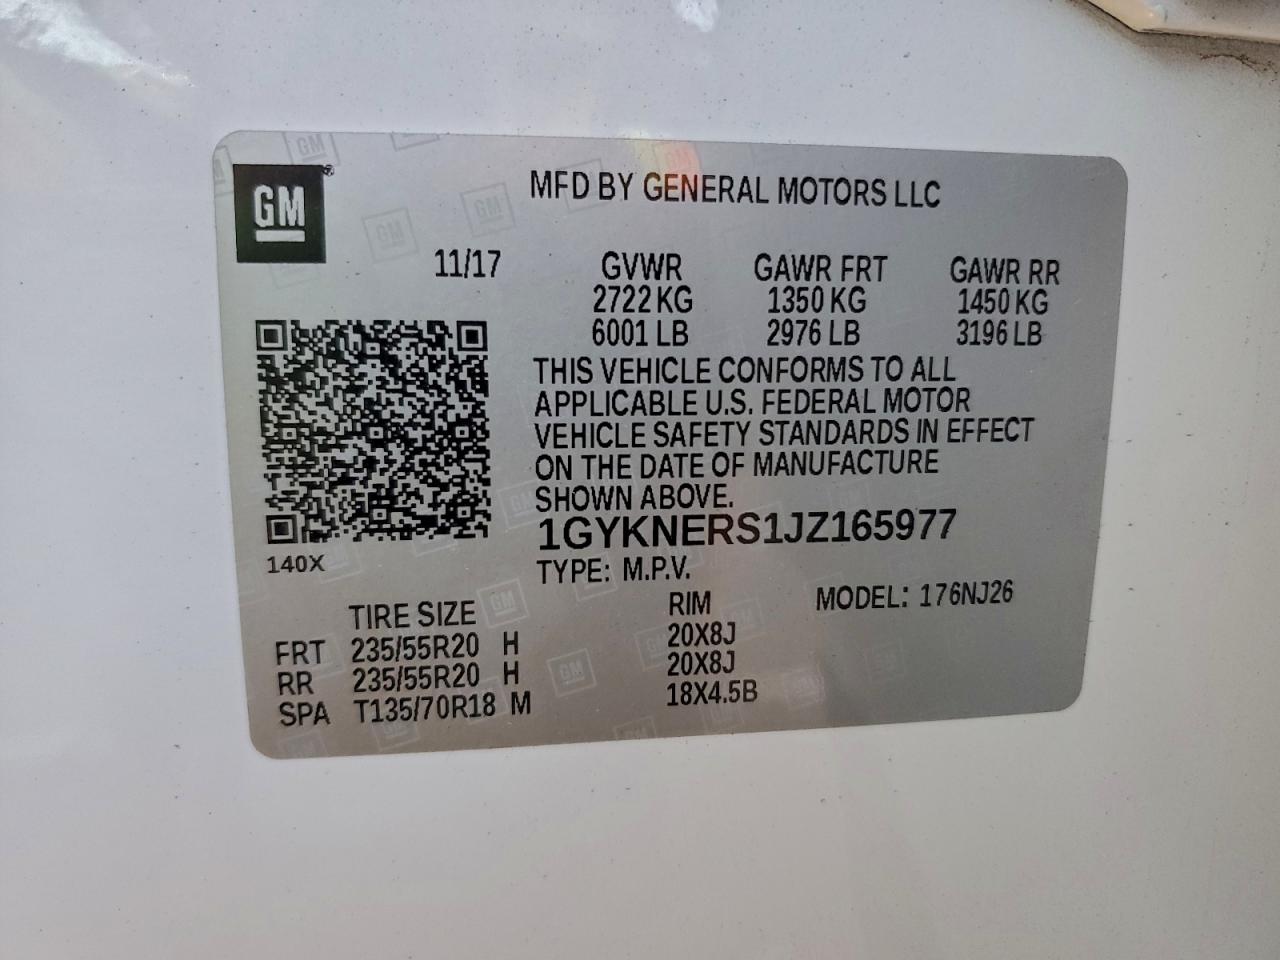 GM
MFD BY GENERAL MOTORS LLC
11/17 GVWR GAWR FRT GAWR RR
2722 KG 1350 KG 1450 KG
6001 LB 2976 LB 3196 LB
THIS VEHICLE CONFORMS TO ALL
APPLICABLE U.S. FEDERAL MOTOR
VEHICLE SAFETY STANDARDS IN EFFECT
ON THE DATE OF MANUFACTURE
SHOWN ABOVE.
1GYKNERS1JZ165977
140X
TYPE: M.P.V.
MODEL: 176NJ26
TIRE SIZE RIM
FRT 235/55R20 H 20X8J
RR 235/55R20 H 20X8J
SPA T135/70R18 M 18X4.5B